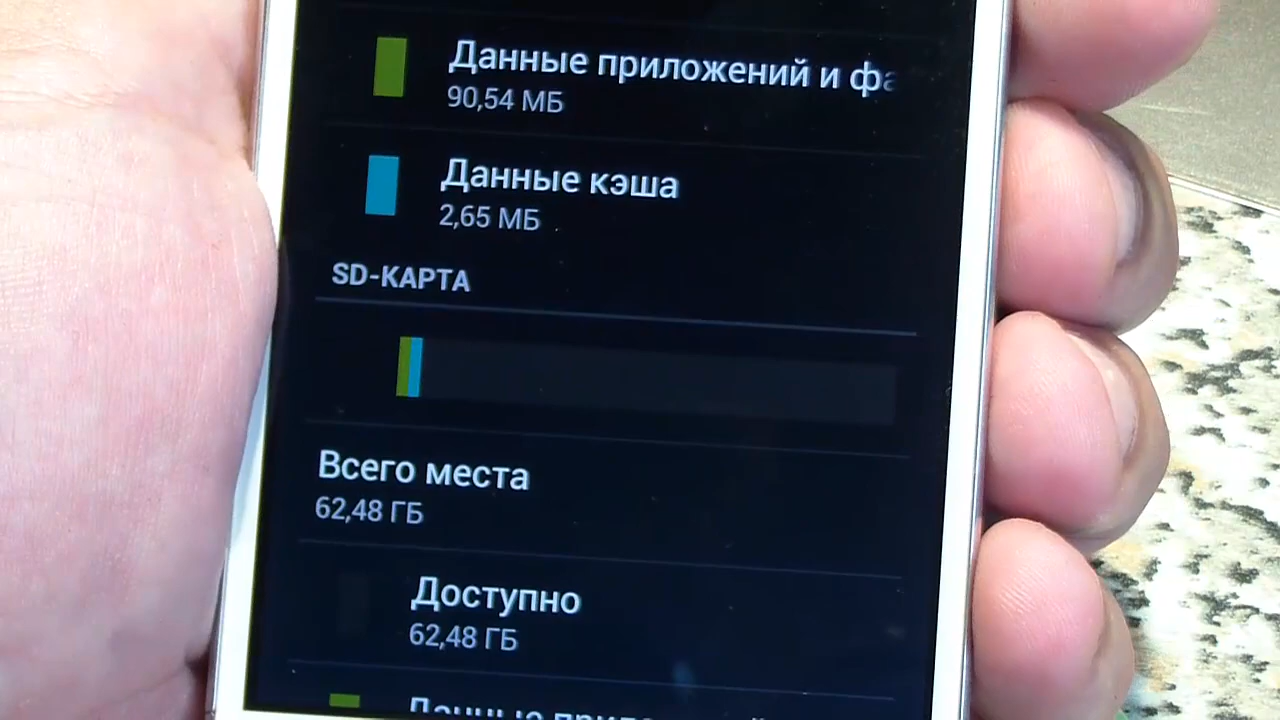 Данные приложений и фа
90,54 МБ
Данные кэша
2,65 МБ
SD-КАРТА
Всего места
62,48 ГБ
Доступно
62,48 ГБ